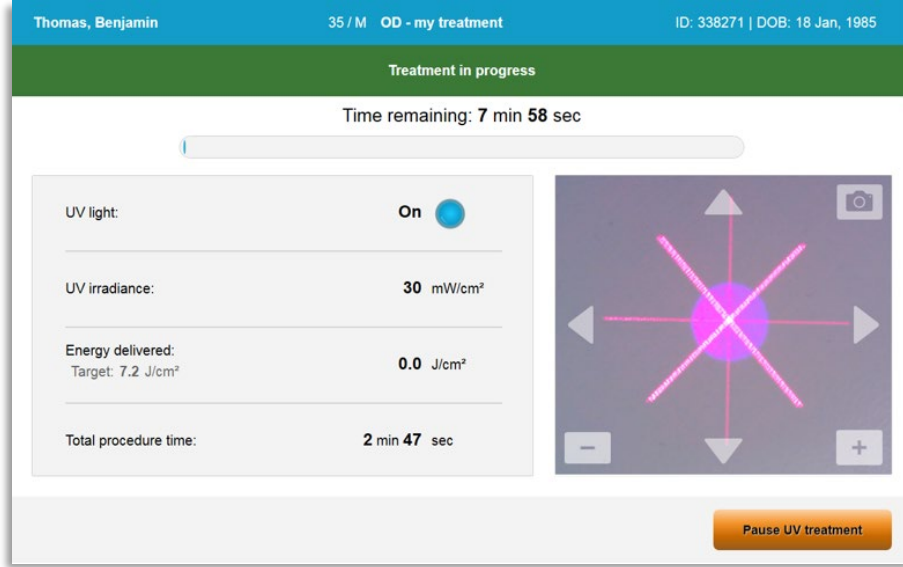 Thomas, Benjamin 35 / M OD - my treatment ID: 338271 | DOB: 18 Jan, 1985
Treatment in progress
Time remaining: 7 min 58 sec
UV light: On
UV irradiance: 30 mW/cm²
Energy delivered:
Target: 7.2 J/cm²
0.0 J/cm²
Total procedure time: 2 min 47 sec
− +
Pause UV treatment